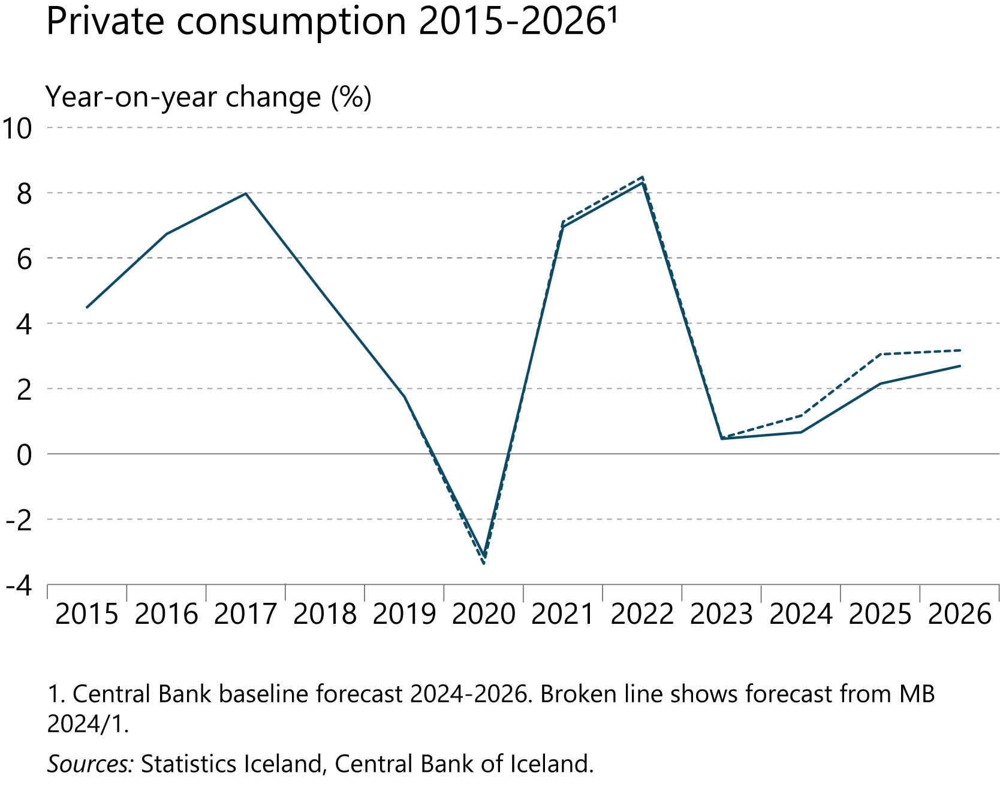 Private consumption 2015-2026¹
Year-on-year change (%)
10
8
6
4
2
0
-2
-4
2015 2016 2017 2018 2019 2020 2021 2022 2023 2024 2025 2026
1. Central Bank baseline forecast 2024-2026. Broken line shows forecast from MB
2024/1.
Sources: Statistics Iceland, Central Bank of Iceland.